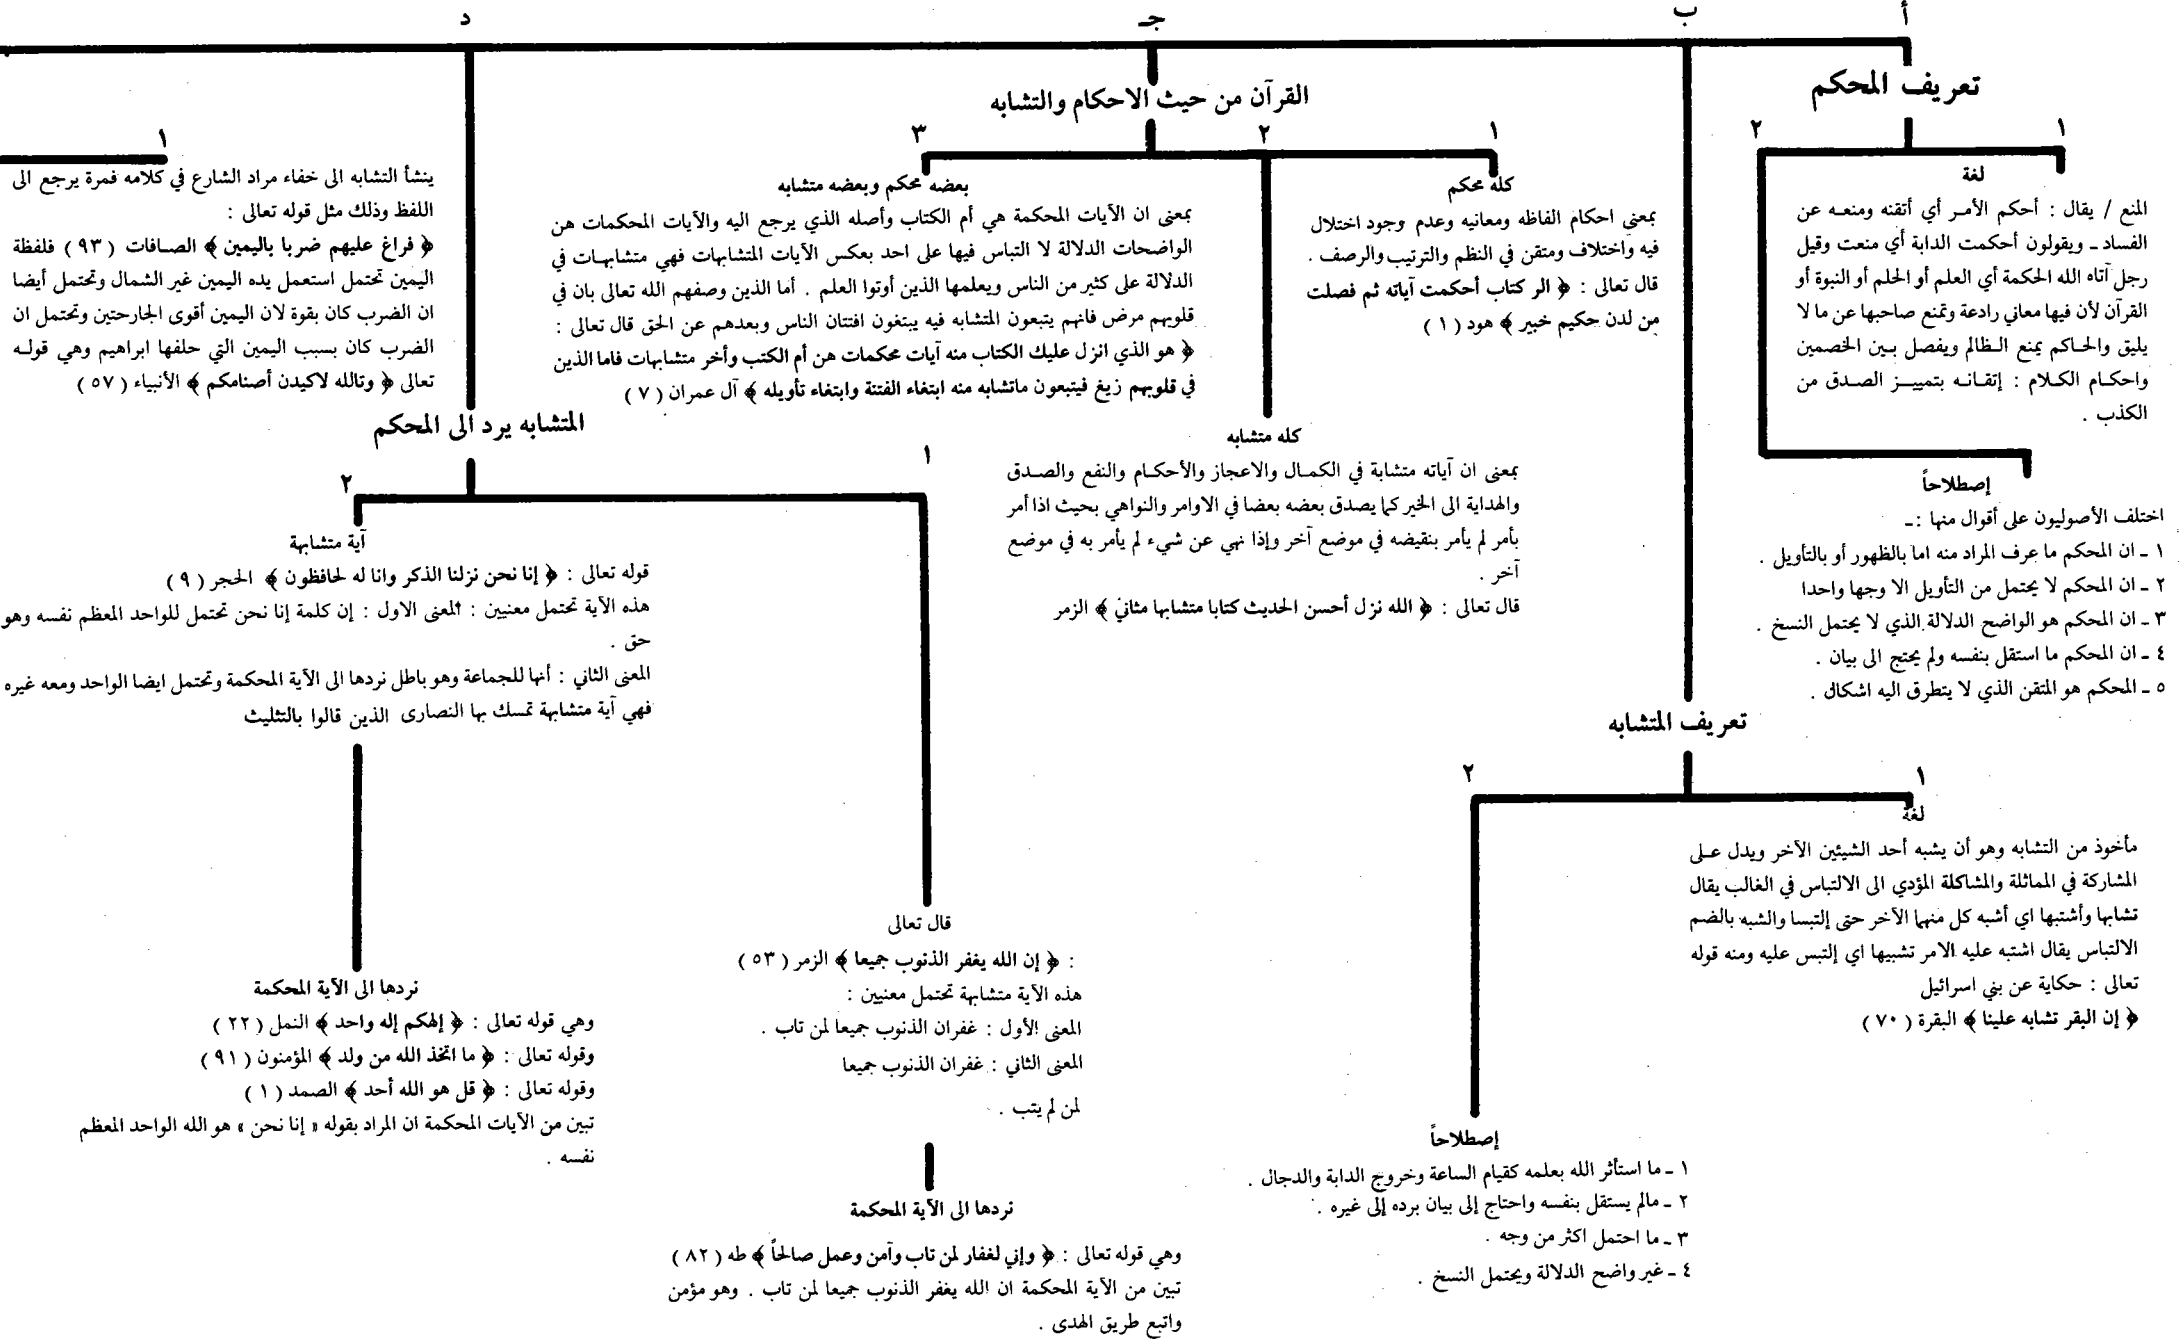 أ
ب
جـ
د
تعريف المحكم
١
٢
لغة
المنع / يقال : أحكم الأمر أي أتقنه ومنعه عن
الفساد ـ ويقولون أحكمت الدابة أي منعت وقيل
رجل آتاه الله الحكمة أي العلم أو الحلم أو النبوة أو
القرآن لأن فيها معاني رادعة وتمنع صاحبها عن ما لا
يليق والحاكم يمنع الظالم ويفصل بين الخصمين
واحكام الكلام : إتقانه بتمييز الصدق من
الكذب .
إصطلاحاً
اختلف الأصوليون على أقوال منها :ـ
١ ـ ان المحكم ما عرف المراد منه اما بالظهور أو بالتأويل .
٢ ـ ان المحكم لا يحتمل من التأويل الا وجها واحدا
٣ ـ ان المحكم هو الواضح الدلالة الذي لا يحتمل النسخ .
٤ ـ ان المحكم ما استقل بنفسه ولم يحتج الى بيان .
٥ ـ المحكم هو المتقن الذي لا يتطرق اليه اشكال .
تعريف المتشابه
١
٢
لغة
مأخوذ من التشابه وهو أن يشبه أحد الشيئين الآخر ويدل على
المشاركة في المماثلة والمشاكلة المؤدي الى الالتباس في الغالب يقال
تشابها وأشتبها اي أشبه كل منهما الآخر حتى إلتبسا والشبه بالضم
الالتباس يقال اشتبه عليه الامر تشبيها اي إلتبس عليه ومنه قوله
تعالى : حكاية عن بني اسرائيل
﴿ إن البقر تشابه علينا ﴾ البقرة ( ٧٠ )
إصطلاحاً
١ ـ ما استأثر الله بعلمه كقيام الساعة وخروج الدابة والدجال .
٢ ـ مالم يستقل بنفسه واحتاج إلى بيان برده إلى غيره .
٣ ـ ما احتمل اكثر من وجه .
٤ ـ غير واضح الدلالة ويحتمل النسخ .
القرآن من حيث الاحكام والتشابه
١
٢
٣
كله محكم
بمعنى احكام الفاظه ومعانيه وعدم وجود اختلال
فيه واختلاف ومتقن في النظم والترتيب والرصف .
قال تعالى : ﴿ الر كتاب أحكمت آياته ثم فصلت
من لدن حكيم خبير ﴾ هود ( ١ )
كله متشابه
بمعنى ان آياته متشابة في الكمال والاعجاز والأحكام والنفع والصدق
والهداية الى الخير كما يصدق بعضه بعضا في الاوامر والنواهي بحيث اذا أمر
بأمر لم يأمر بنقيضه في موضع آخر وإذا نهي عن شيء لم يأمر به في موضع
آخر .
قال تعالى : ﴿ الله نزل أحسن الحديث كتابا متشابها مثاني ﴾ الزمر
بعضه محكم وبعضه متشابه
بمعنى ان الآيات المحكمة هي أم الكتاب وأصله الذي يرجع اليه والآيات المحكمات هن
الواضحات الدلالة لا التباس فيها على احد بعكس الآيات المتشابهات فهي متشابهات في
الدلالة على كثير من الناس ويعلمها الذين أوتوا العلم . أما الذين وصفهم الله تعالى بان في
قلوبهم مرض فانهم يتبعون المتشابه فيه يبتغون افتتان الناس وبعدهم عن الحق قال تعالى :
﴿ هو الذي انزل عليك الكتاب منه آيات محكمات هن أم الكتب وأخر متشابهات فاما الذين
في قلوبهم زيغ فيتبعون ماتشابه منه ابتغاء الفتنة وابتغاء تأويله ﴾ آل عمران ( ٧ )
المتشابه يرد الى المحكم
١
٢
قال تعالى
: ﴿ إن الله يغفر الذنوب جميعا ﴾ الزمر ( ٥٣ )
هذه الآية متشابهة تحتمل معنيين :
المعنى الأول : غفران الذنوب جميعا لمن تاب .
المعنى الثاني : غفران الذنوب جميعا
لمن لم يتب .
نردها الى الآية المحكمة
وهي قوله تعالى : ﴿ وإني لغفار لمن تاب وآمن وعمل صالحاً ﴾ طه ( ٨٢ )
تبين من الآية المحكمة ان الله يغفر الذنوب جميعا لمن تاب . وهو مؤمن
واتبع طريق الهدى .
آية متشابهة
قوله تعالى : ﴿ إنا نحن نزلنا الذكر وانا له لحافظون ﴾ الحجر ( ٩ )
هذه الآية تحتمل معنيين : المعنى الاول : إن كلمة إنا نحن تحتمل للواحد المعظم نفسه وهو
حق .
المعنى الثاني : أنها للجماعة وهو باطل نردها الى الآية المحكمة وتحتمل ايضا الواحد ومعه غيره
فهي آية متشابهة تمسك بها النصارى الذين قالوا بالتثليث
نردها الى الآية المحكمة
وهي قوله تعالى : ﴿ إلهكم إله واحد ﴾ النمل ( ٢٢ )
وقوله تعالى : ﴿ ما اتخذ الله من ولد ﴾ المؤمنون ( ٩١ )
وقوله تعالى : ﴿ قل هو الله أحد ﴾ الصمد ( ١ )
تبين من الآيات المحكمة ان المراد بقوله « إنا نحن » هو الله الواحد المعظم
نفسه .
١
ينشأ التشابه الى خفاء مراد الشارع في كلامه فمرة يرجع الى
اللفظ وذلك مثل قوله تعالى :
﴿ فراغ عليهم ضربا باليمين ﴾ الصافات ( ٩٣ ) فلفظة
اليمين تحتمل استعمل يده اليمين غير الشمال وتحتمل أيضا
ان الضرب كان بقوة لان اليمين أقوى الجارحتين وتحتمل ان
الضرب كان بسبب اليمين التي حلفها ابراهيم وهي قوله
تعالى ﴿ وتالله لاكيدن أصنامكم ﴾ الأنبياء ( ٥٧ )